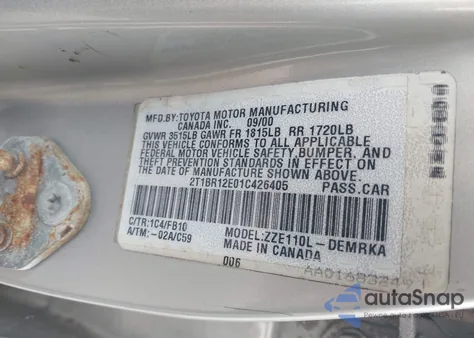 MFD.BY:TOYOTA MOTOR MANUFACTURING
CANADA INC. 09/00
GVWR 3515LB GAWR FR 1815LB RR 1720LB
THIS VEHICLE CONFORMS TO ALL APPLICABLE
FEDERAL MOTOR VEHICLE SAFETY,BUMPER, AND
THEFT PREVENTION STANDARDS IN EFFECT ON
THE DATE OF MANUFACTURE SHOWN ABOVE.
2T1BR12E01C426405 PASS.CAR
C/TR:1C4/FB10 MODEL:ZZE110L-DEMRKA
A/TM:-02A/C59 MADE IN CANADA
006
autoSnap